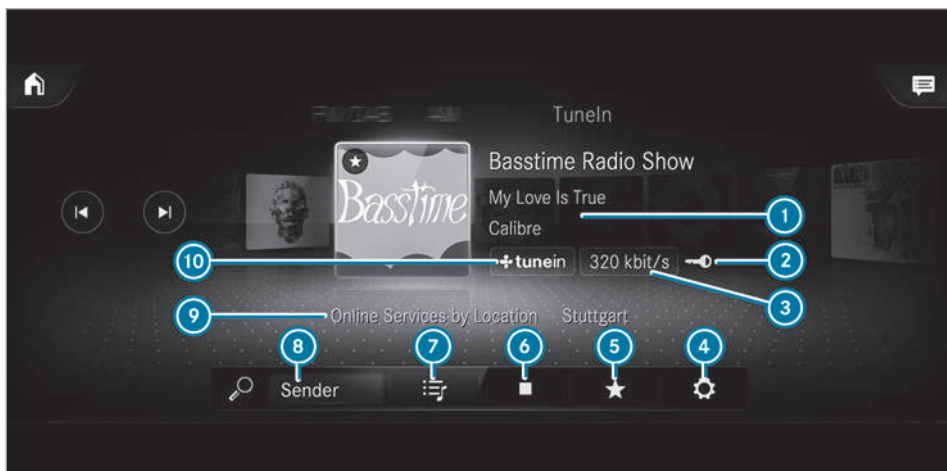 TuneIn
Basstime Radio Show
Basstime
My Love Is True
Calibre
1
10
tunein
320 kbit/s
2
3
9
Online Services by Location Stuttgart
8
7
6
5
4
Sender